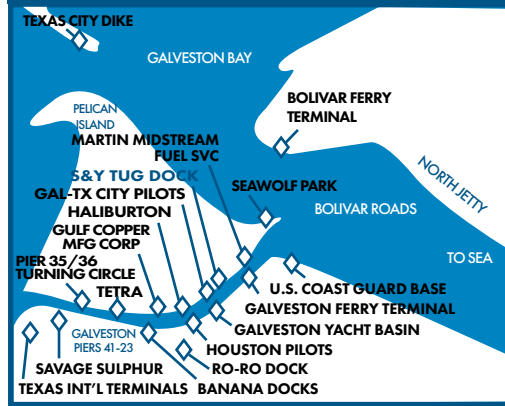 TEXAS CITY DIKE
GALVESTON BAY
BOLIVAR FERRY
TERMINAL
PELICAN
ISLAND
MARTIN MIDSTREAM
FUEL SVC
S&Y TUG DOCK
GAL-TX CITY PILOTS
HALIBURTON
GULF COPPER
MFG CORP
PIER 35/36
TURNING CIRCLE
TETRA
SEAWOLF PARK
BOLIVAR ROADS
NORTH JETTY
TO SEA
U.S. COAST GUARD BASE
GALVESTON FERRY TERMINAL
GALVESTON YACHT BASIN
HOUSTON PILOTS
RO-RO DOCK
BANANA DOCKS
GALVESTON
PIERS 41-23
SAVAGE SULPHUR
TEXAS INT'L TERMINALS